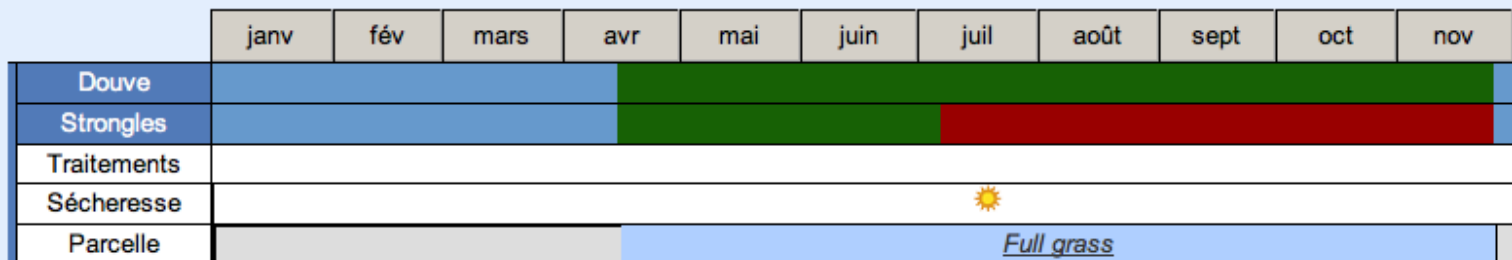 janv fév mars avr mai juin juil août sept oct nov
Douve
Strongles
Traitements
Sécheresse
Parcelle Full grass